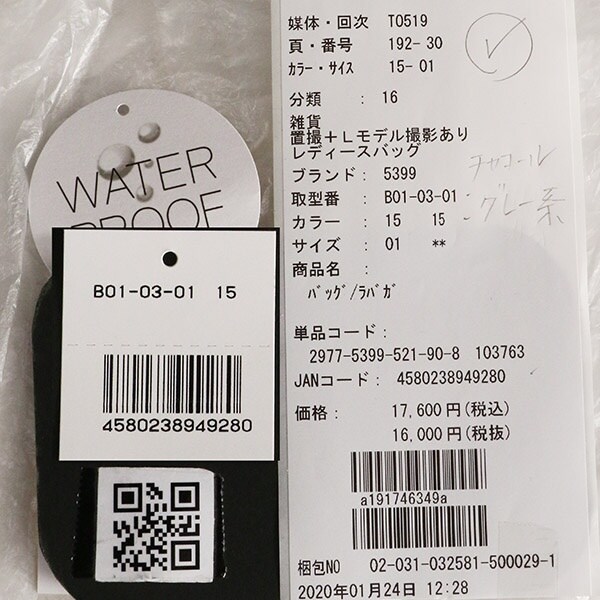 WATER
PROOF
B01-03-01 15
4580238949280
媒体・回次 T0519
頁・番号 192-30
カラー・サイズ 15-01
分類 : 16
雑貨
置撮+Lモデル撮影あり
レディースバッグ
ブランド : 5399
取型番 : B01-03-01
カラー : 15 15
サイズ : 01 **
商品名 :
バッグ/ラバガ
チャコール
グレー系
単品コード :
2977-5399-521-90-8 103763
JANコード : 4580238949280
価格 : 17,600円(税込)
16,000円(税抜)
a191746349a
梱包NO 02-031-032581-500029-1
2020年01月24日 12:28